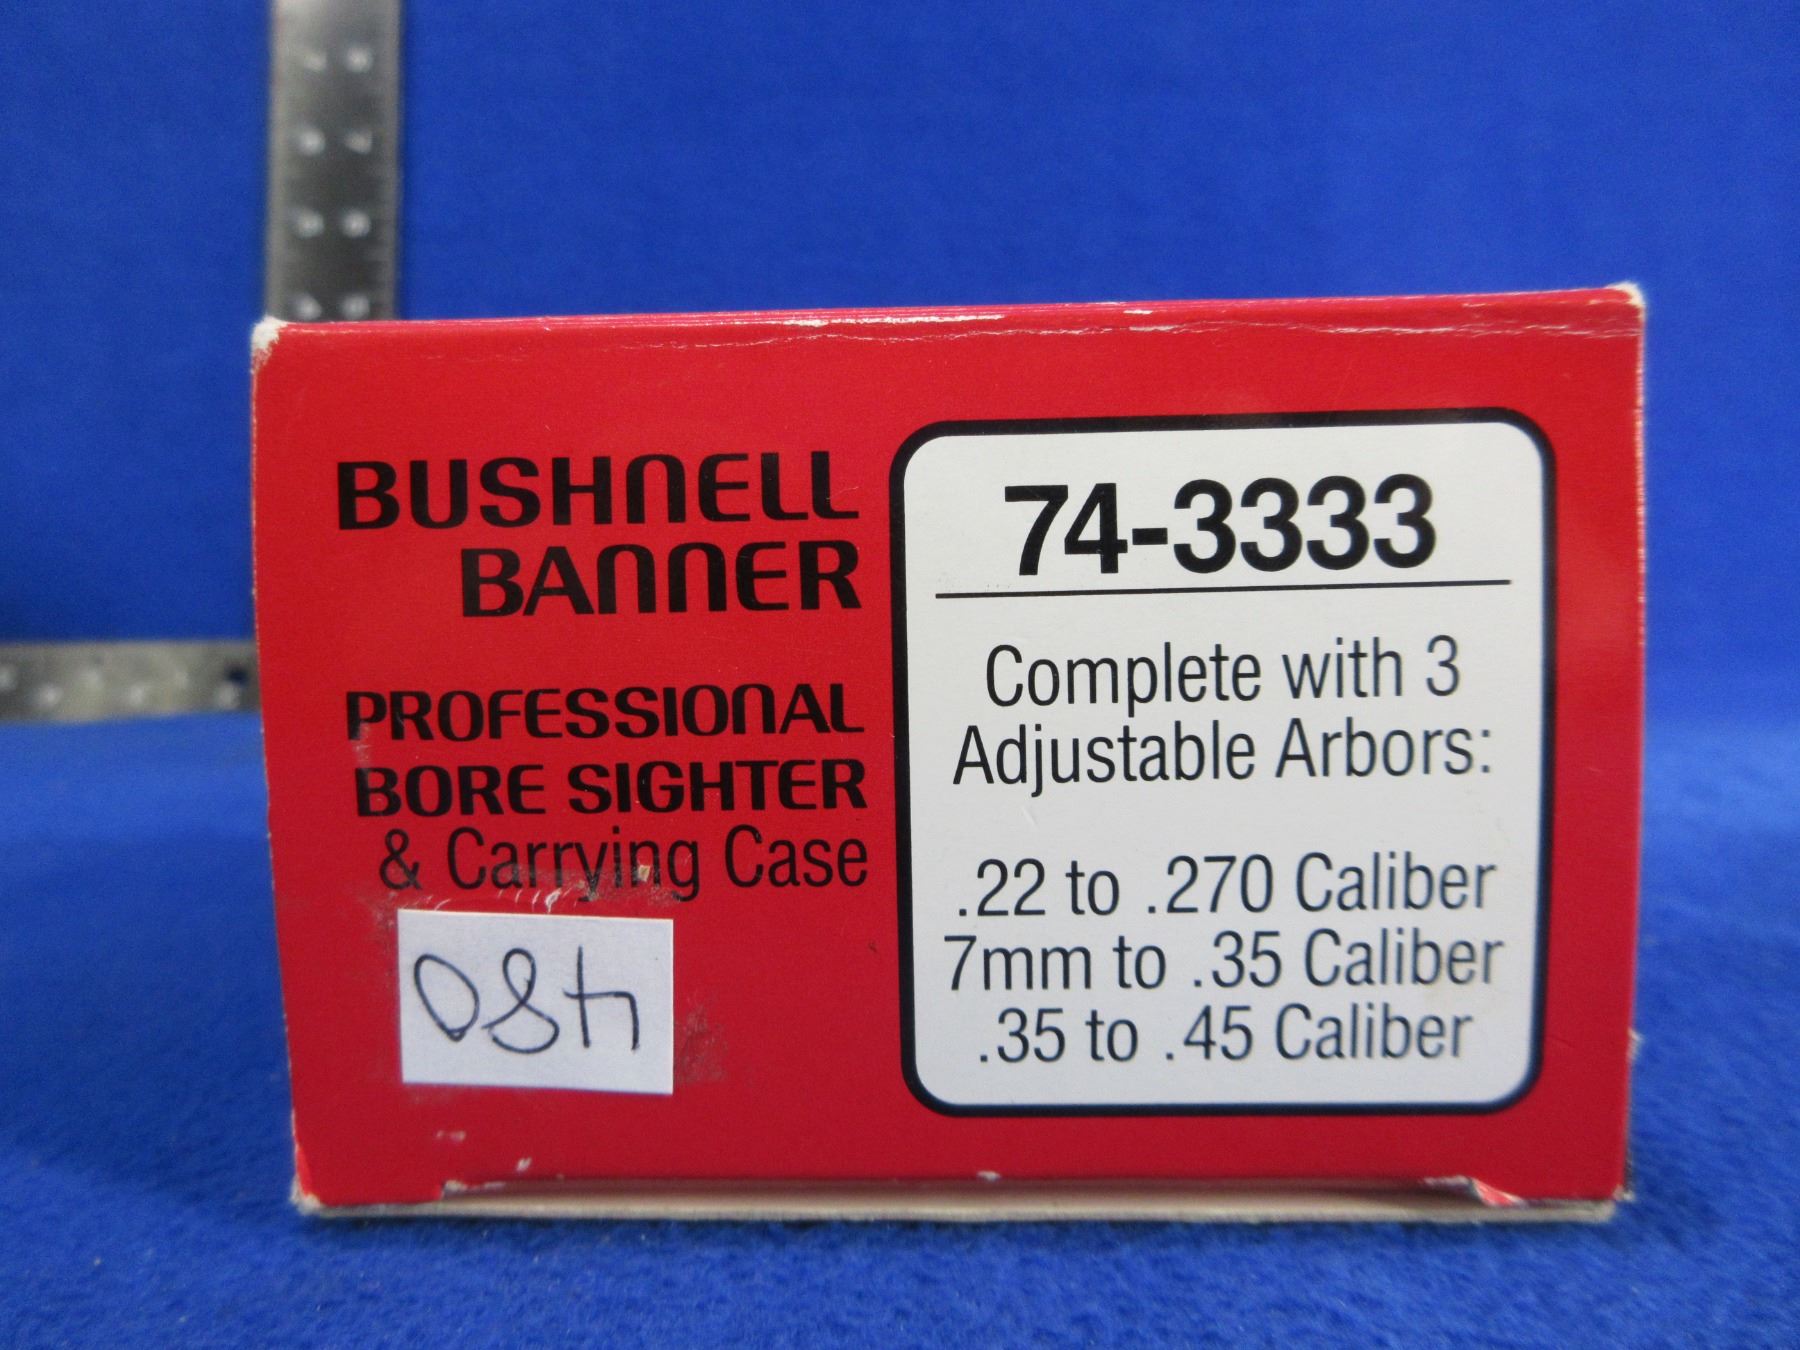 BUSHNELL
BANNER
PROFESSIONAL
BORE SIGHTER
& Carrying Case
480
74-3333
Complete with 3
Adjustable Arbors:
.22 to .270 Caliber
7mm to .35 Caliber
.35 to .45 Caliber